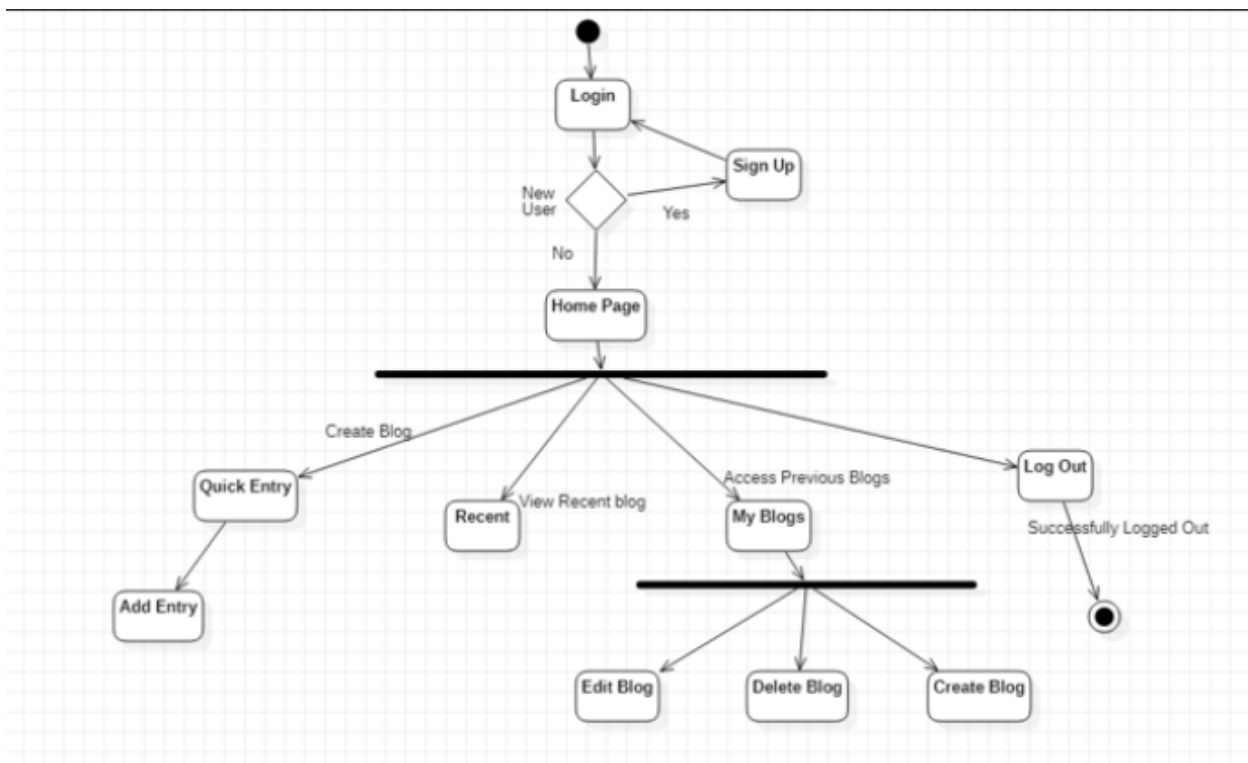 Login
Sign Up
New
User
Yes
No
Home Page
Create Blog
Quick Entry
View Recent blog
Recent
Access Previous Blogs
My Blogs
Log Out
Successfully Logged Out
Add Entry
Edit Blog
Delete Blog
Create Blog